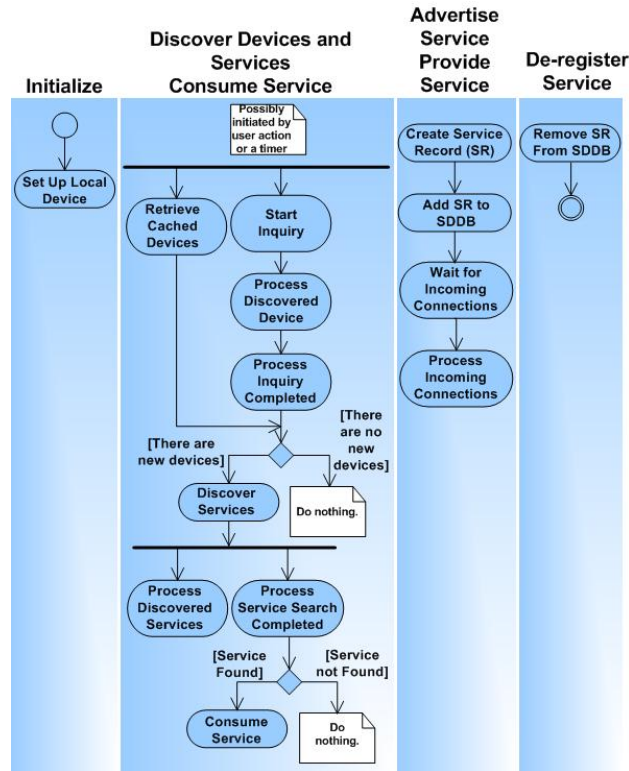 Initialize
Discover Devices and
Services
Consume Service
Advertise
Service
Provide
Service
De-register
Service
Set Up Local
Device
Possibly
initiated by
user action
or a timer
Retrieve
Cached
Devices
Start
Inquiry
Process
Discovered
Device
Process
Inquiry
Completed
[There are
new devices]
[There
are no
new
devices]
Discover
Services
Do nothing.
Process
Discovered
Services
Process
Service Search
Completed
[Service
Found]
[Service
not Found]
Consume
Service
Do
nothing.
Create Service
Record (SR)
Add SR to
SDDB
Wait for
Incoming
Connections
Process
Incoming
Connections
Remove SR
From SDDB